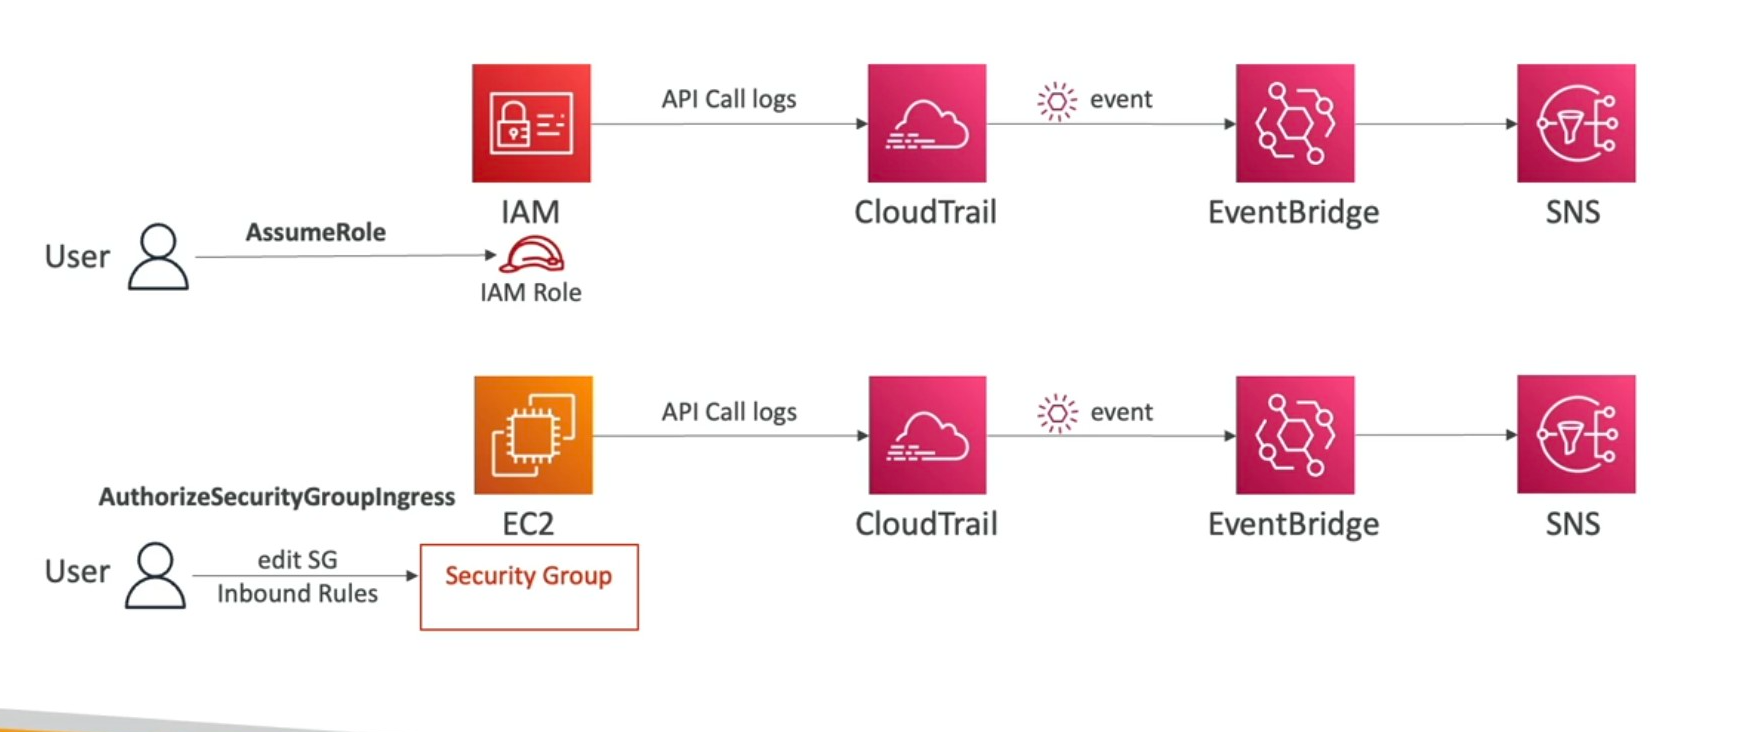 API Call logs
event
IAM
CloudTrail
EventBridge
SNS
User
AssumeRole
IAM Role
API Call logs
event
AuthorizeSecurityGroupIngress
EC2
CloudTrail
EventBridge
SNS
User
edit SG
Inbound Rules
Security Group